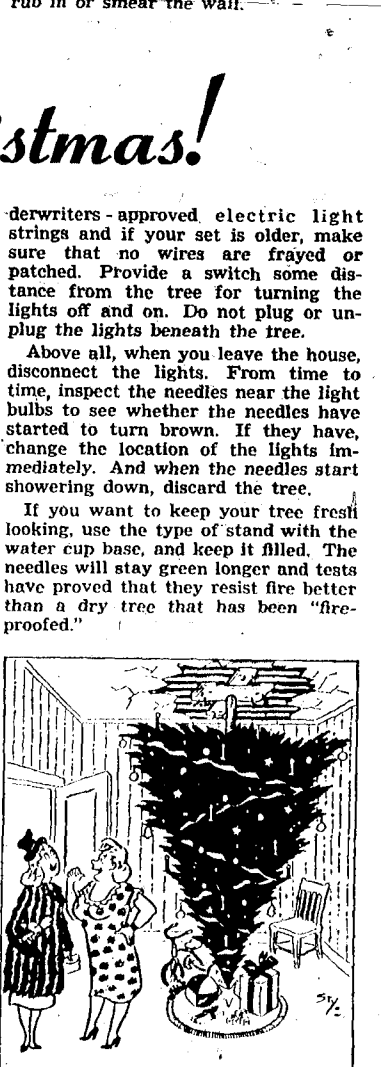 rub in or smear the wall.
stmas!
derwriters - approved electric light
strings and if your set is older, make
sure that no wires are frayed or
patched. Provide a switch some dis-
tance from the tree for turning the
lights off and on. Do not plug or un-
plug the lights beneath the tree.
Above all, when you leave the house,
disconnect the lights. From time to
time, inspect the needles near the light
bulbs to see whether the needles have
started to turn brown. If they have,
change the location of the lights im-
mediately. And when the needles start
showering down, discard the tree.
If you want to keep your tree fresh
looking, use the type of stand with the
water cup base, and keep it filled. The
needles will stay green longer and tests
have proved that they resist fire better
than a dry tree that has been "fire-
proofed."